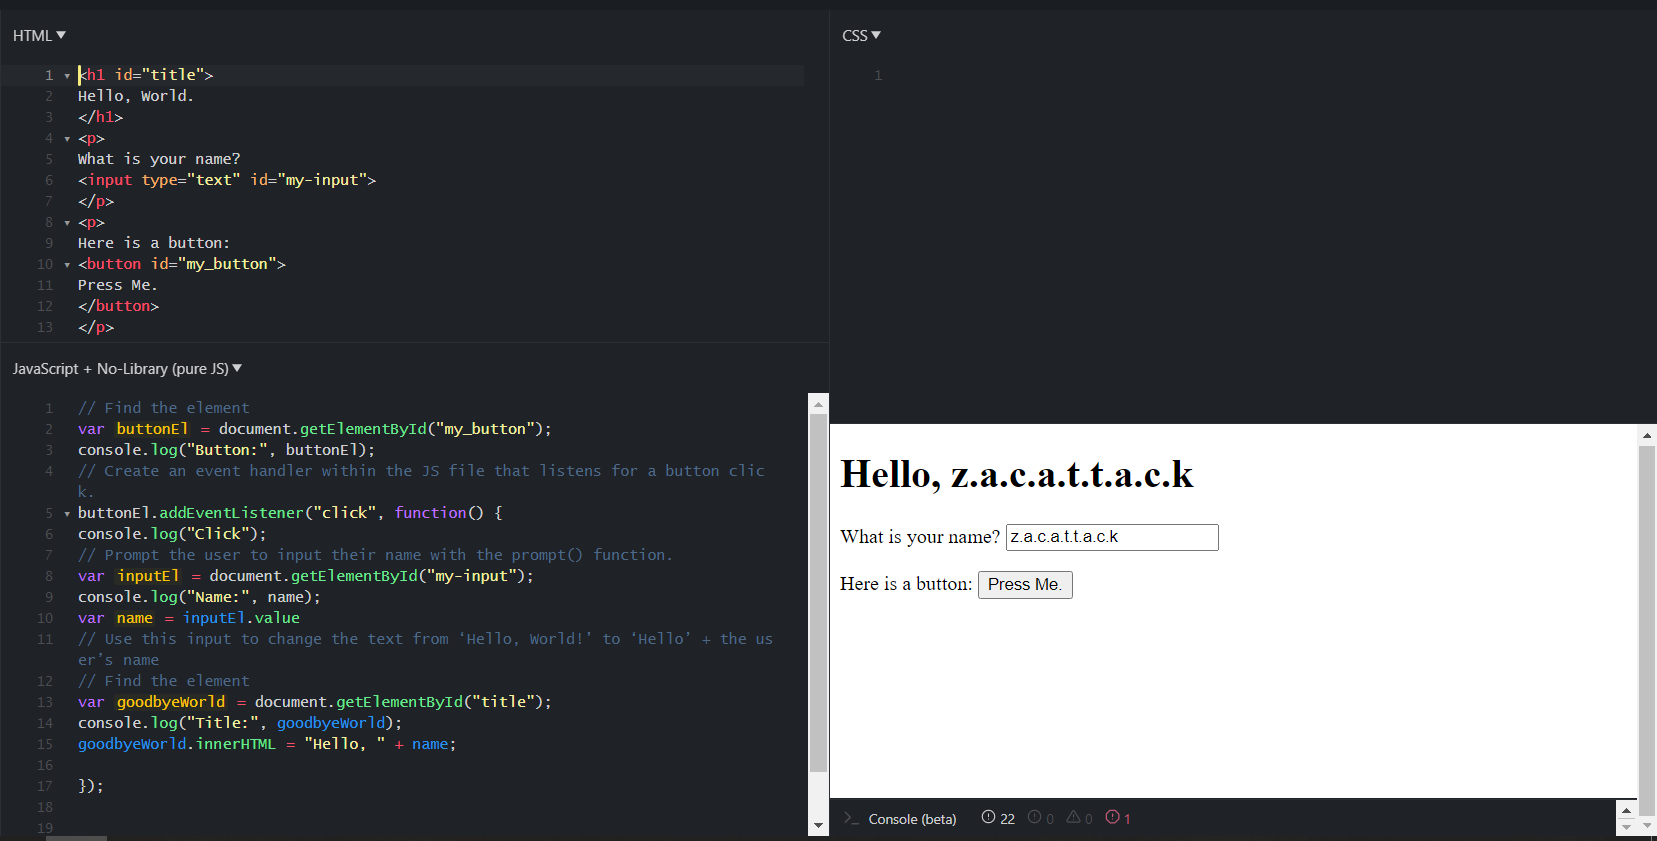 HTML
1 <h1 id="title">
2 Hello, World.
3 </h1>
4 <p>
5 What is your name?
6 <input type="text" id="my-input">
7 </p>
8 <p>
9 Here is a button:
10 <button id="my_button">
11 Press Me.
12 </button>
13 </p>
JavaScript + No-Library (pure JS)
1 // Find the element
2 var buttonEl = document.getElementById("my_button");
3 console.log("Button:", buttonEl);
4 // Create an event handler within the JS file that listens for a button clic
k.
5 buttonEl.addEventListener("click", function() {
6 console.log("Click");
7 // Prompt the user to input their name with the prompt() function.
8 var inputEl = document.getElementById("my-input");
9 console.log("Name:", name);
10 var name = inputEl.value
11 // Use this input to change the text from ‘Hello, World!’ to ‘Hello’ + the us
er’s name
12 // Find the element
13 var goodbyeWorld = document.getElementById("title");
14 console.log("Title:", goodbyeWorld);
15 goodbyeWorld.innerHTML = "Hello, " + name;
16
17 });
18
19
CSS
1
Hello, z.a.c.a.t.t.a.c.k
What is your name? z.a.c.a.t.t.a.c.k
Here is a button: Press Me.
Console (beta) 22 0 0 1